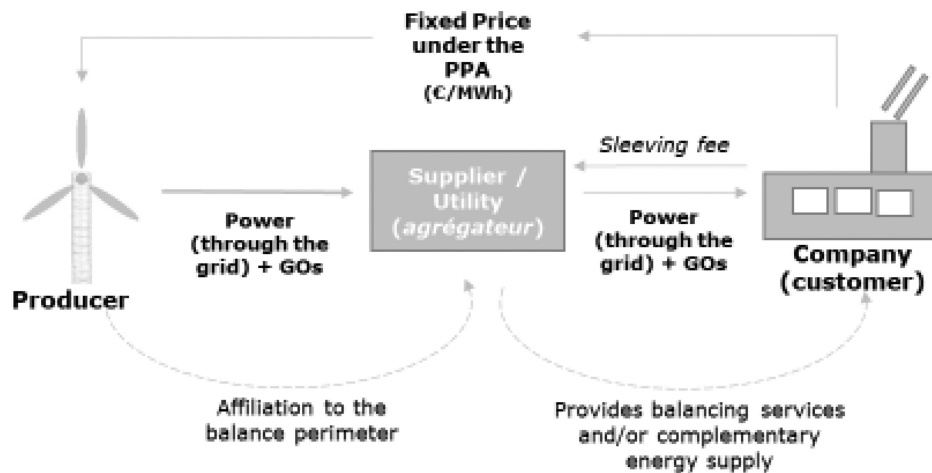 Fixed Price
under the
PPA
(€/MWh)
Sleeving fee
Supplier /
Utility
(agrégateur)
Power
(through the
grid) + GOs
Power
(through the
grid) + GOs
Company
(customer)
Producer
Affiliation to the
balance perimeter
Provides balancing services
and/or complementary
energy supply